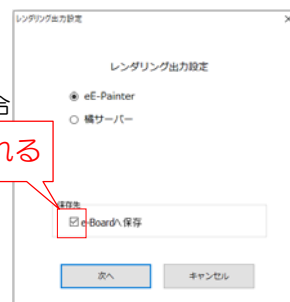 レンダリング出力設定
×
レンダリング出力設定
eE-Painter
橘サーバー
合
れる
保存先
e-Boardへ保存
次へ
キャンセル